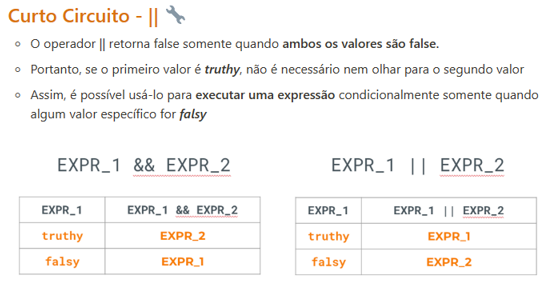 Curto Circuito - || 🔧
O operador || retorna false somente quando ambos os valores são false.
Portanto, se o primeiro valor é truthy, não é necessário nem olhar para o segundo valor
Assim, é possível usá-lo para executar uma expressão condicionalmente somente quando
algum valor específico for falsy
EXPR_1 && EXPR_2
EXPR_1 EXPR_1 && EXPR_2
truthy EXPR_2
falsy EXPR_1
EXPR_1 || EXPR_2
EXPR_1 EXPR_1 || EXPR_2
truthy EXPR_1
falsy EXPR_2